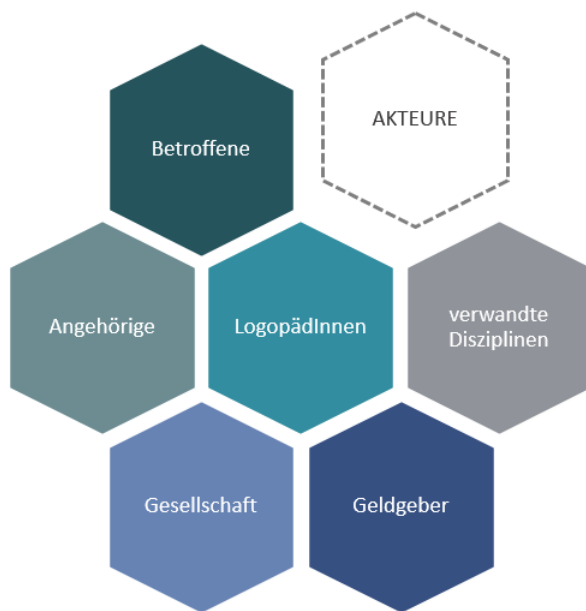 AKTEURE
Betroffene
Angehörige
LogopädInnen
verwandte
Disziplinen
Gesellschaft
Geldgeber